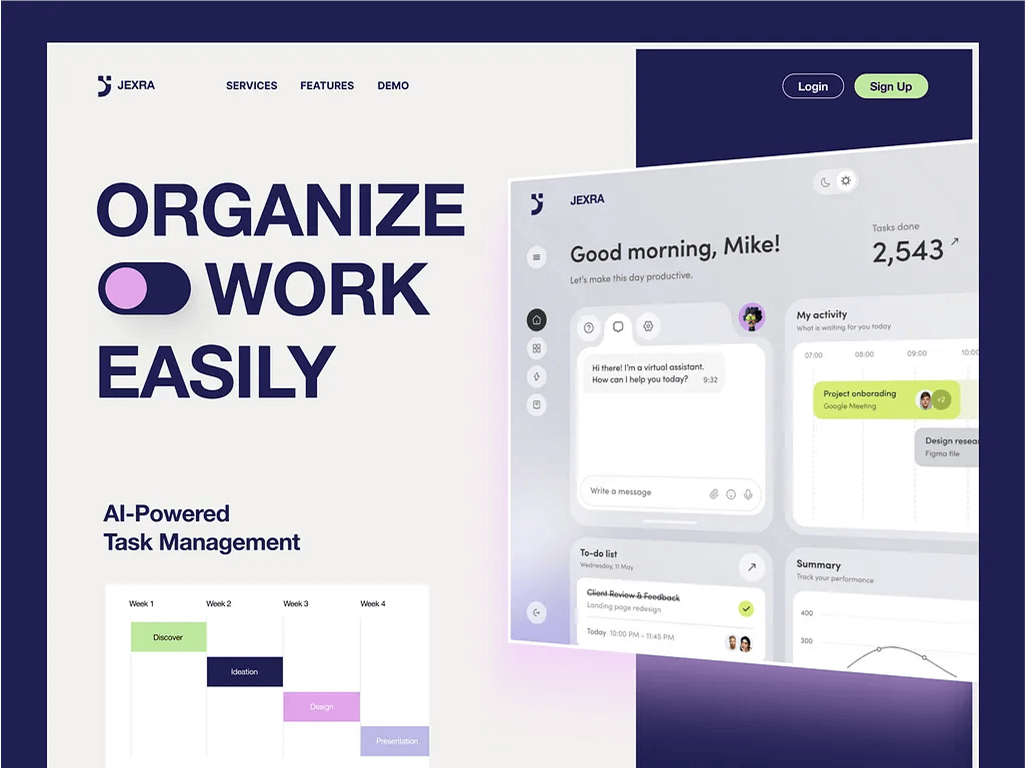 JEXRA
SERVICES FEATURES DEMO
Login
Sign Up
ORGANIZE
WORK
EASILY
AI-Powered
Task Management
Week 1 Week 2 Week 3 Week 4
Discover
Ideation
Design
Presentation
JEXRA
Good morning, Mike!
Let's make this day productive.
Tasks done
2,543
Hi there! I'm a virtual assistant.
How can I help you today? 9:32
Write a message
My activity
What is waiting for you today
07:00 08:00 09:00 10:00
Project onborading
Google Meeting
+2
Design resea
Figma file
To-do list
Wednesday, 11 May
Client Review & Feedback
Landing page redesign
Today 10:00 PM - 11:45 PM
Summary
Track your performance
400
300